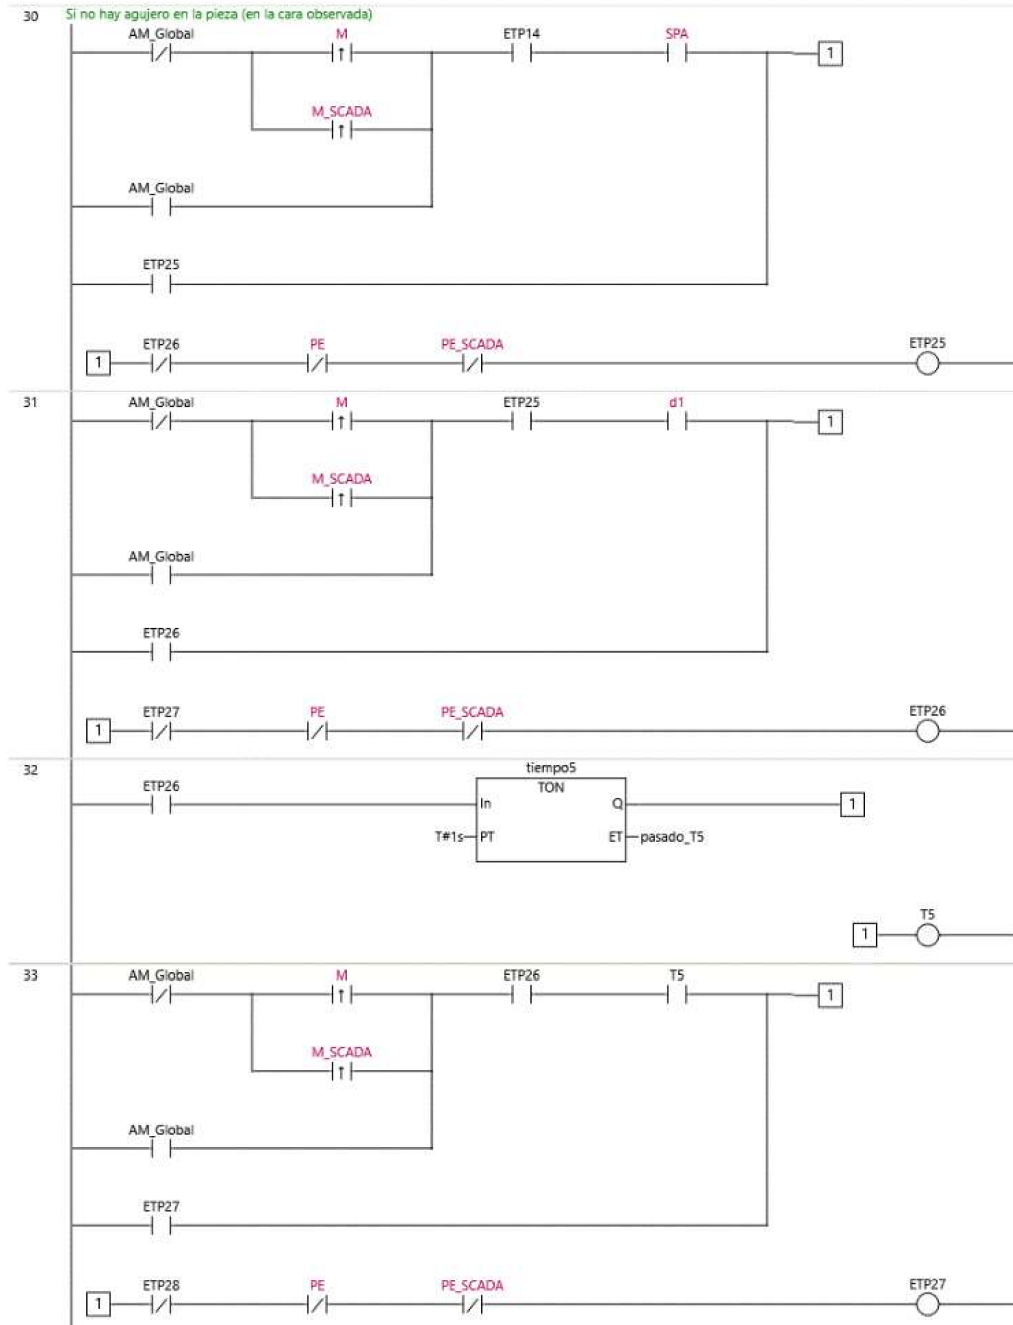 30 Si no hay agujero en la pieza (en la cara observada)
AM_Global M ETP14 SPA
1
M_SCADA
AM_Global
ETP25
ETP26 PE PE_SCADA ETP25
1
31 AM_Global M ETP25 d1
1
M_SCADA
AM_Global
ETP26
ETP27 PE PE_SCADA ETP26
1
32 tiempo5
ETP26 TON
In Q 1
T#1s PT ET pasado_T5
T5
1
33 AM_Global M ETP26 T5
1
M_SCADA
AM_Global
ETP27
ETP28 PE PE_SCADA ETP27
1